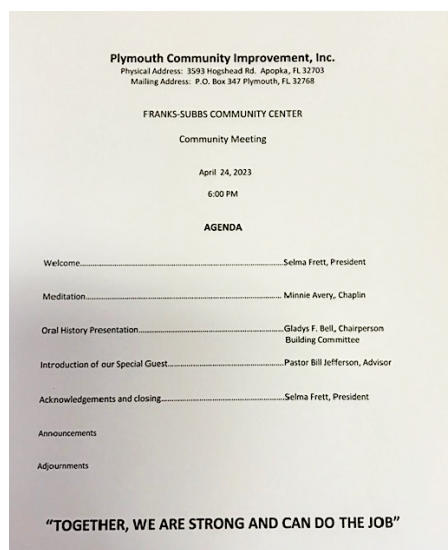 Plymouth Community Improvement, Inc.
Physical Address: 3593 Hogshead Rd. Apopka, FL 32703
Mailing Address: P.O. Box 347 Plymouth, FL 32768
FRANKS-SUBBS COMMUNITY CENTER
Community Meeting
April 24, 2023
6:00 PM
AGENDA
Welcome......Selma Frett, President
Meditation......Minnie Avery, Chaplin
Oral History Presentation......Gladys F. Bell, Chairperson
Building Committee
Introduction of our Special Guest......Pastor Bill Jefferson, Advisor
Acknowledgements and closing......Selma Frett, President
Announcements
Adjournments
“TOGETHER, WE ARE STRONG AND CAN DO THE JOB”